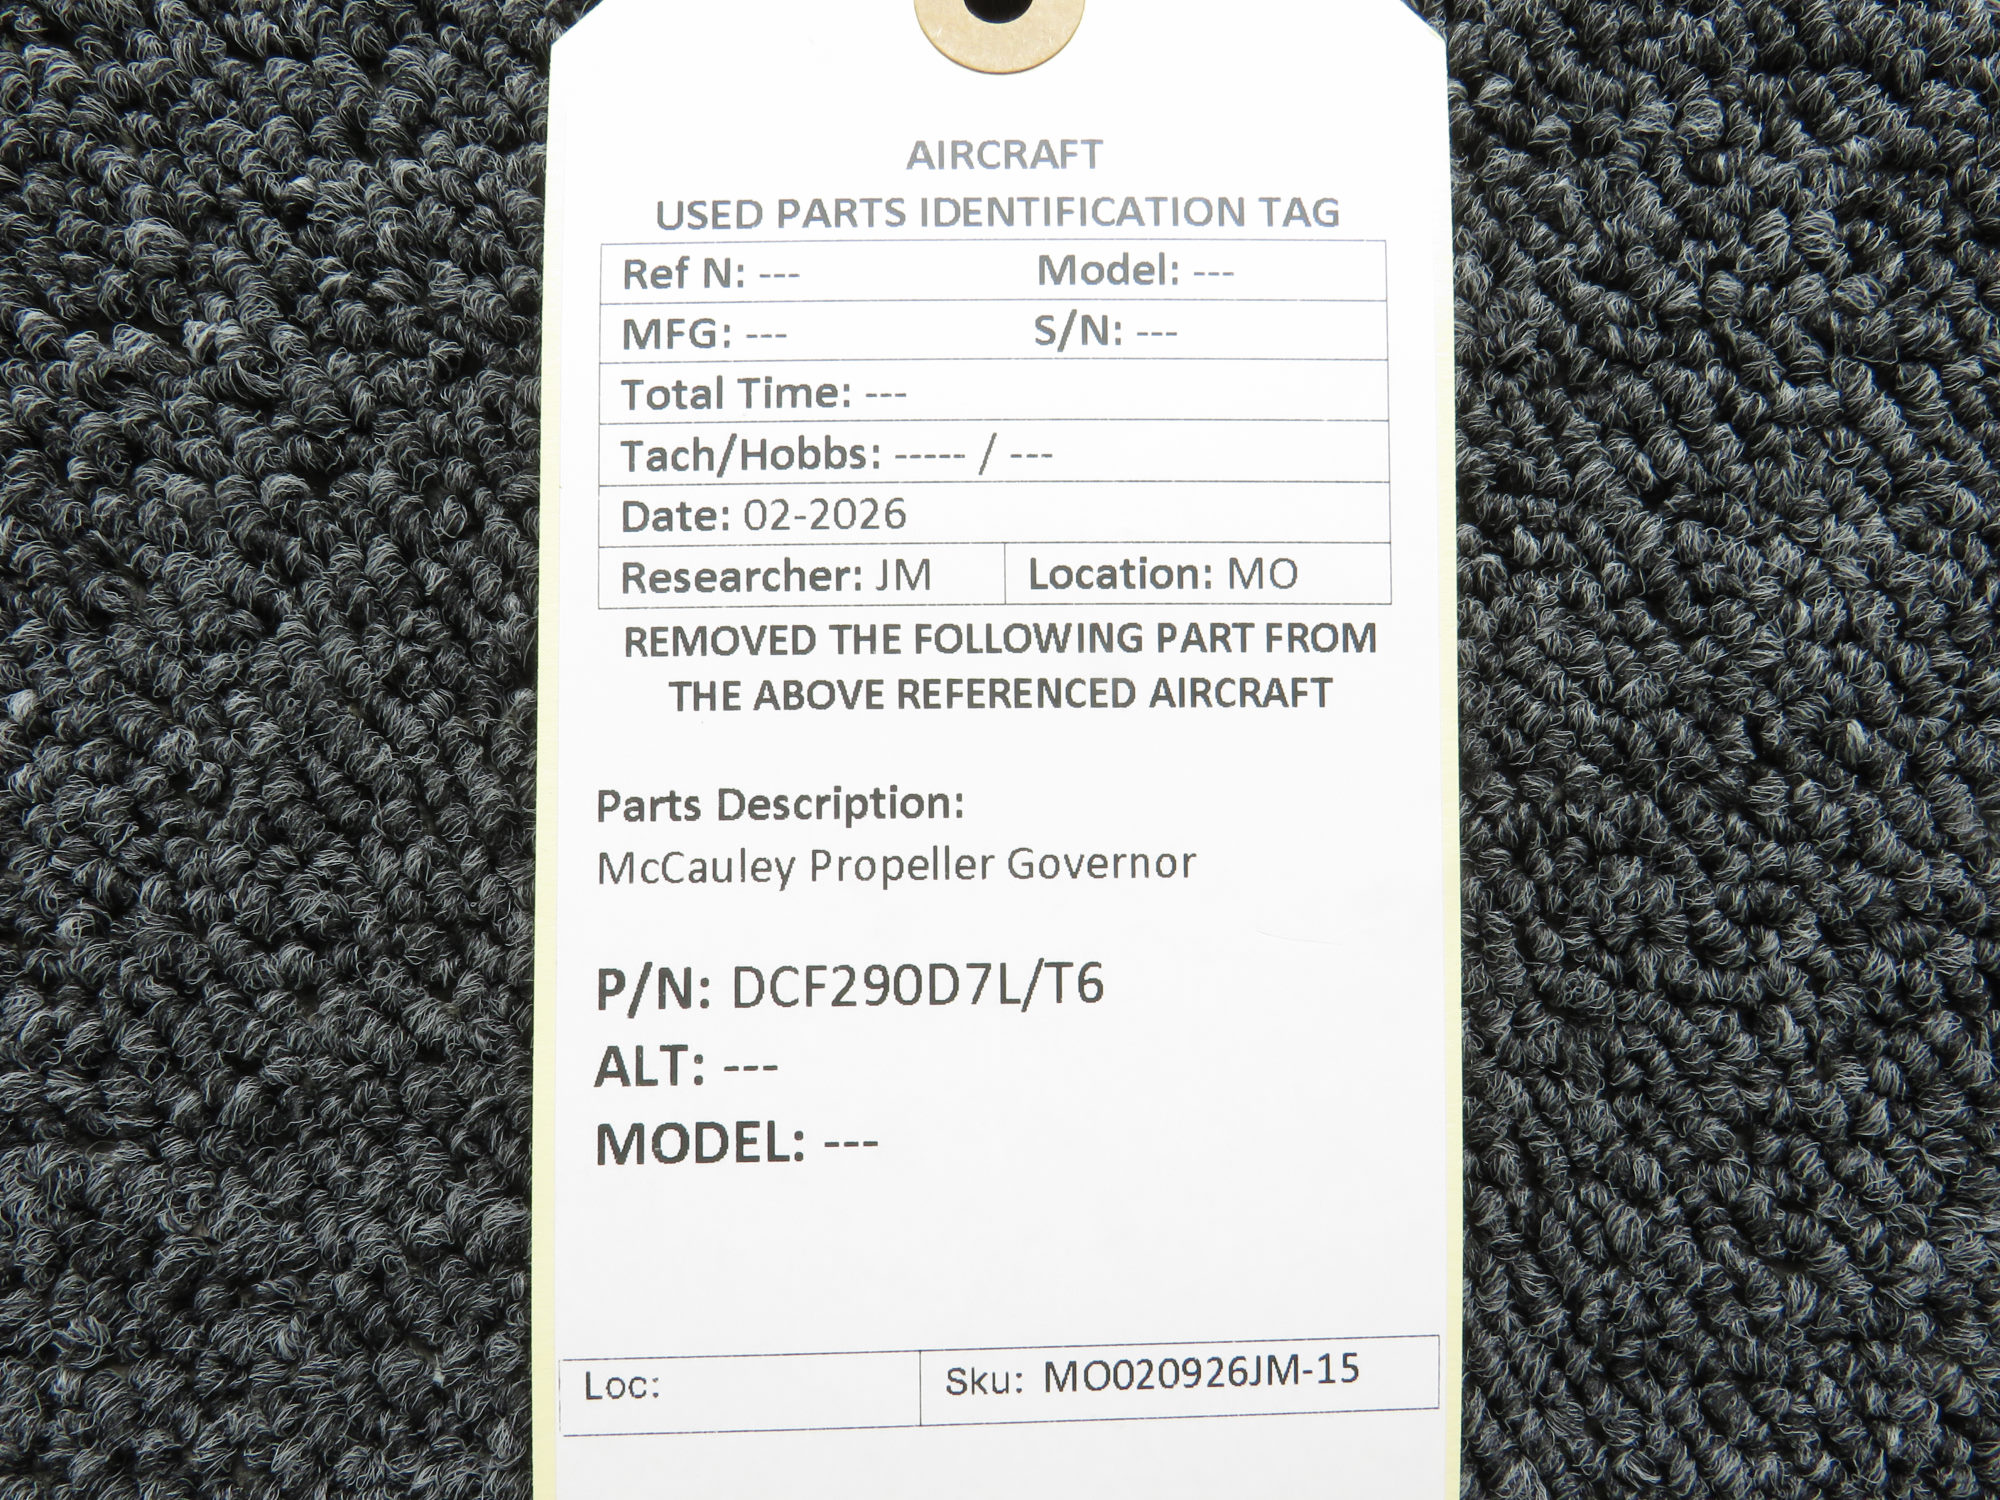 AIRCRAFT
USED PARTS IDENTIFICATION TAG
Ref N: --- Model: ---
MFG: --- S/N: ---
Total Time: ---
Tach/Hobbs: ----- / ---
Date: 02-2026
Researcher: JM Location: MO
REMOVED THE FOLLOWING PART FROM
THE ABOVE REFERENCED AIRCRAFT
Parts Description:
McCauley Propeller Governor
P/N: DCF290D7L/T6
ALT: ---
MODEL: ---
Loc: Sku: MO020926JM-15